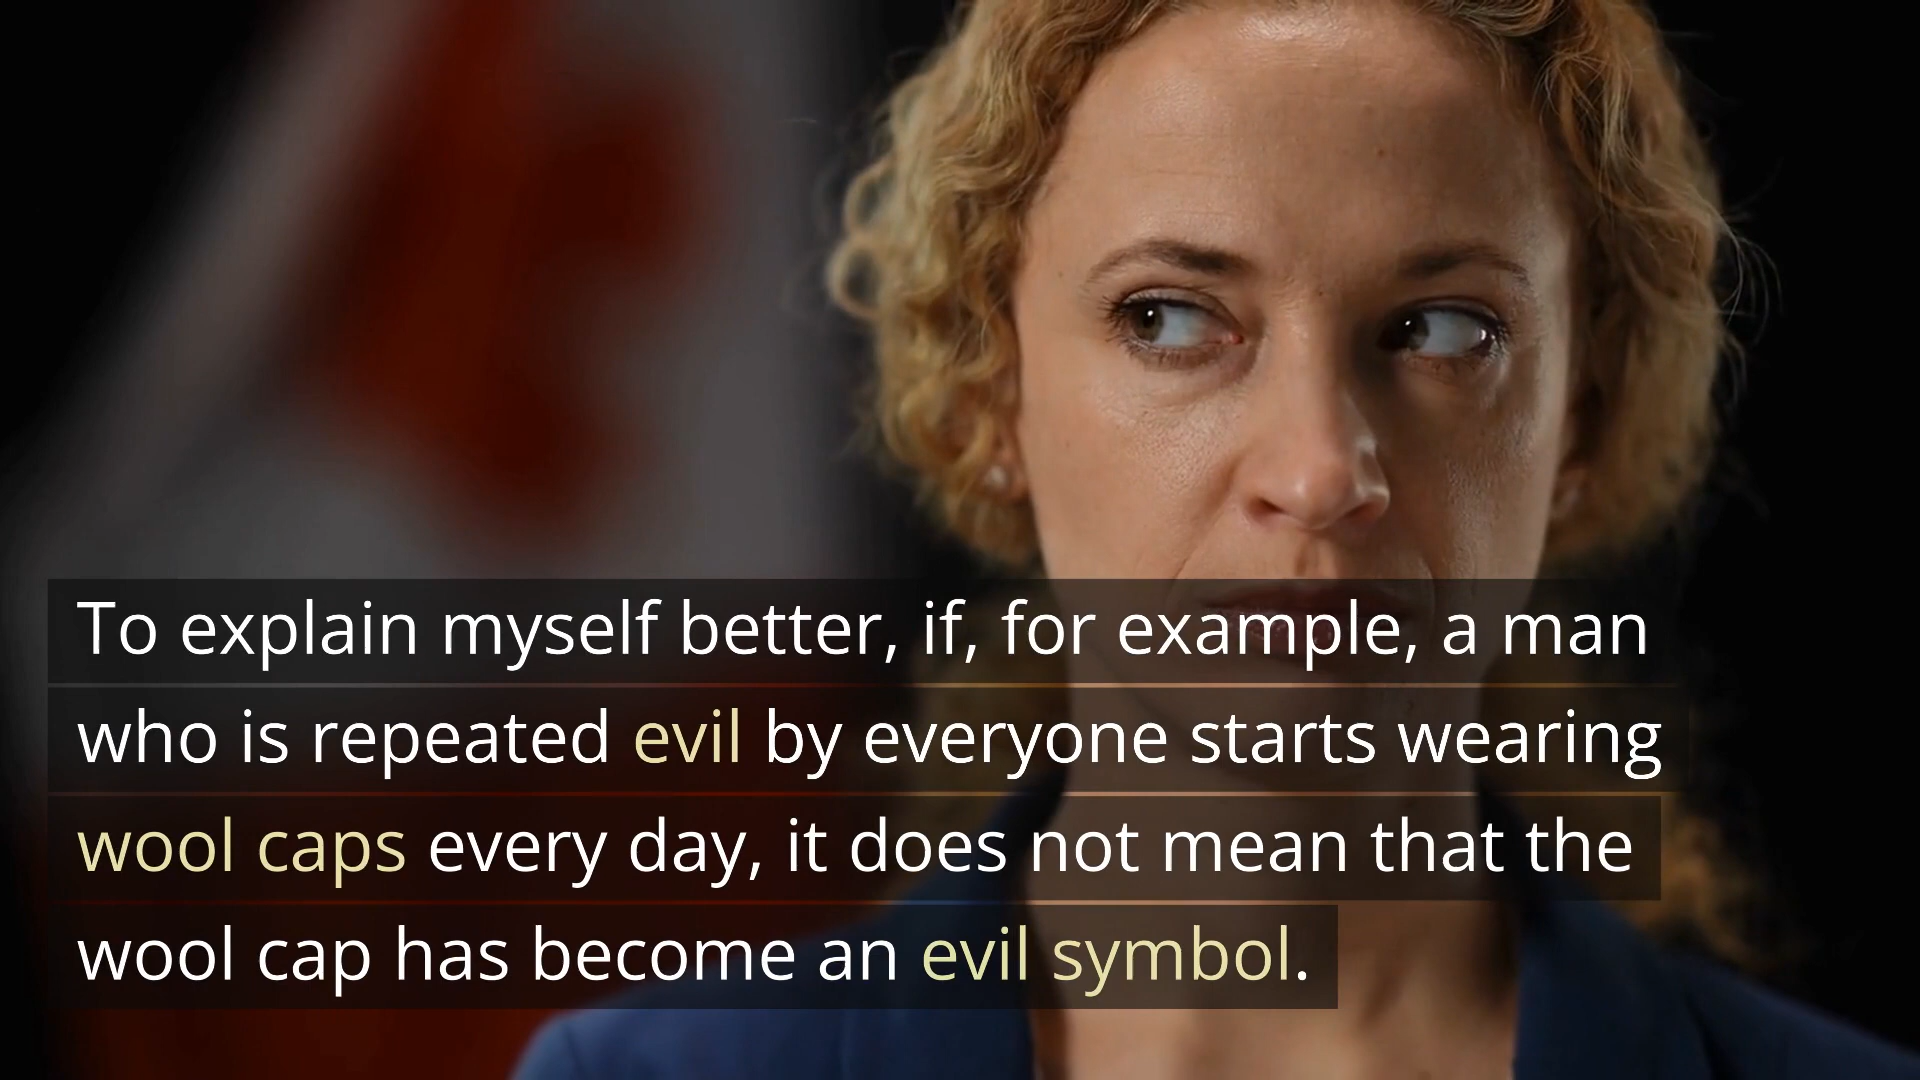 To explain myself better, if, for example, a man
who is repeated evil by everyone starts wearing
wool caps every day, it does not mean that the
wool cap has become an evil symbol.